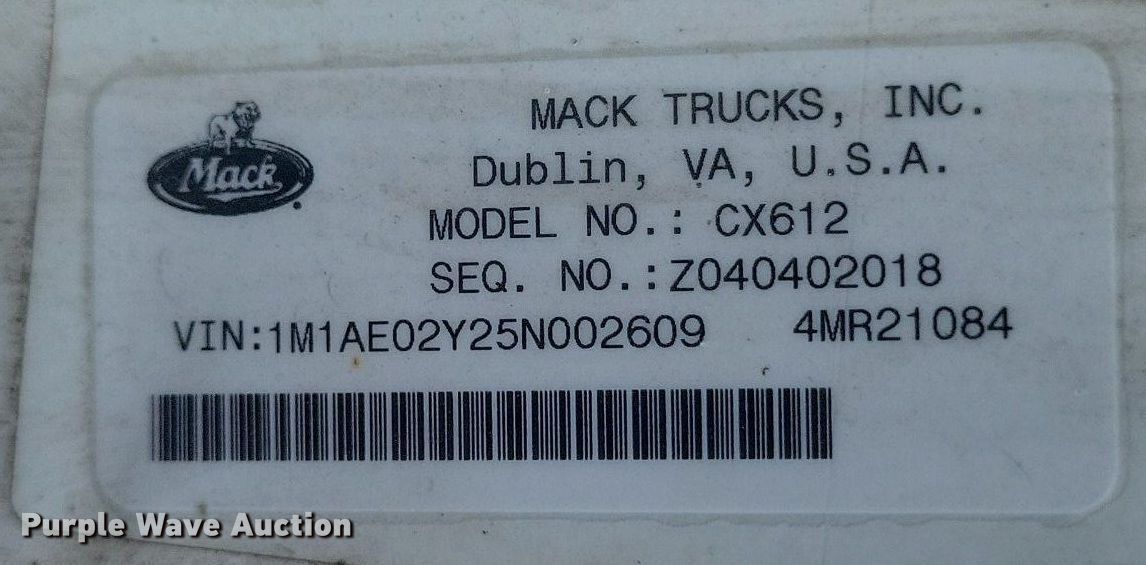 Mack
MACK TRUCKS, INC.
Dublin, VA, U.S.A.
MODEL NO.: CX612
SEQ. NO.:Z040402018
VIN:1M1AE02Y25N002609 4MR21084
Purple Wave Auction